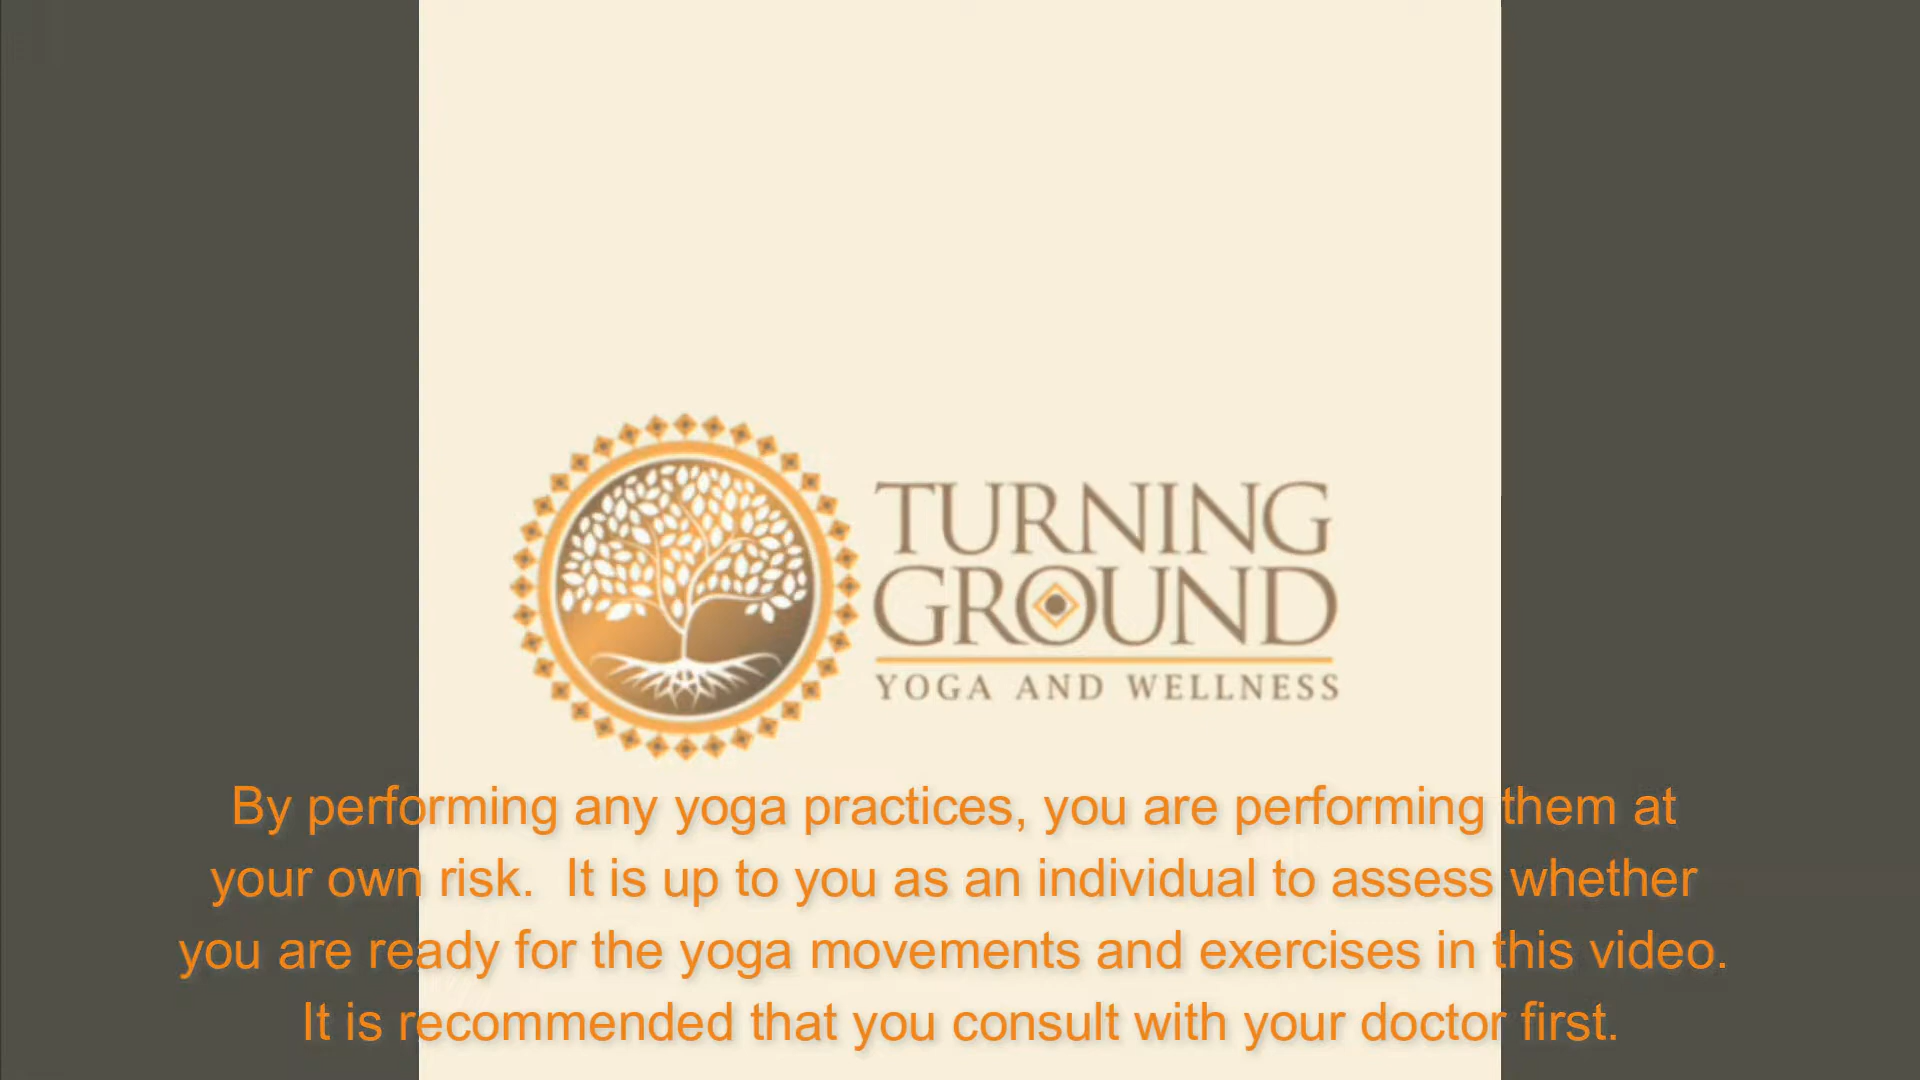 TURNING
GROUND
YOGA AND WELLNESS
By performing any yoga practices, you are performing them at
your own risk.  It is up to you as an individual to assess whether
you are ready for the yoga movements and exercises in this video.
It is recommended that you consult with your doctor first.